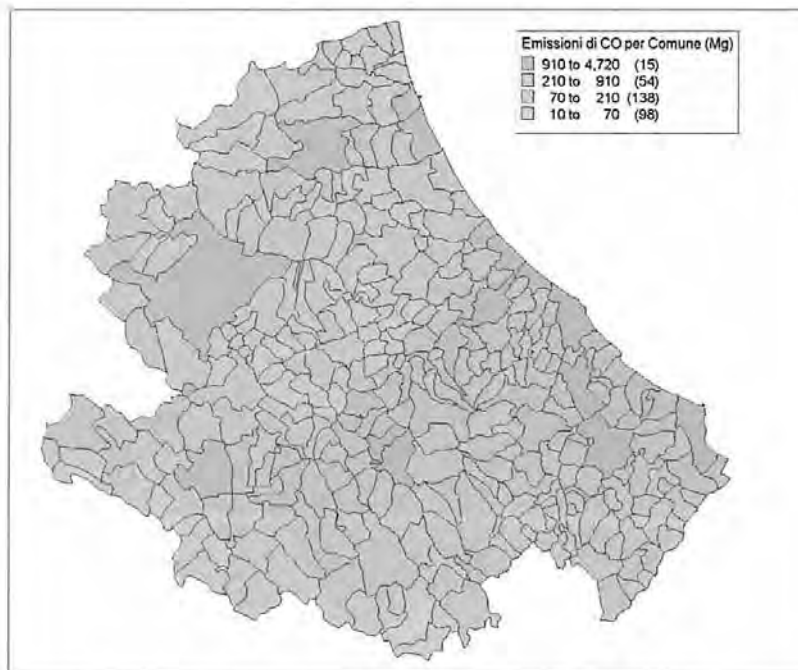 Emissioni di CO per Comune (Mg)
910 to 4,720 (15)
210 to 910 (54)
70 to 210 (138)
10 to 70 (98)